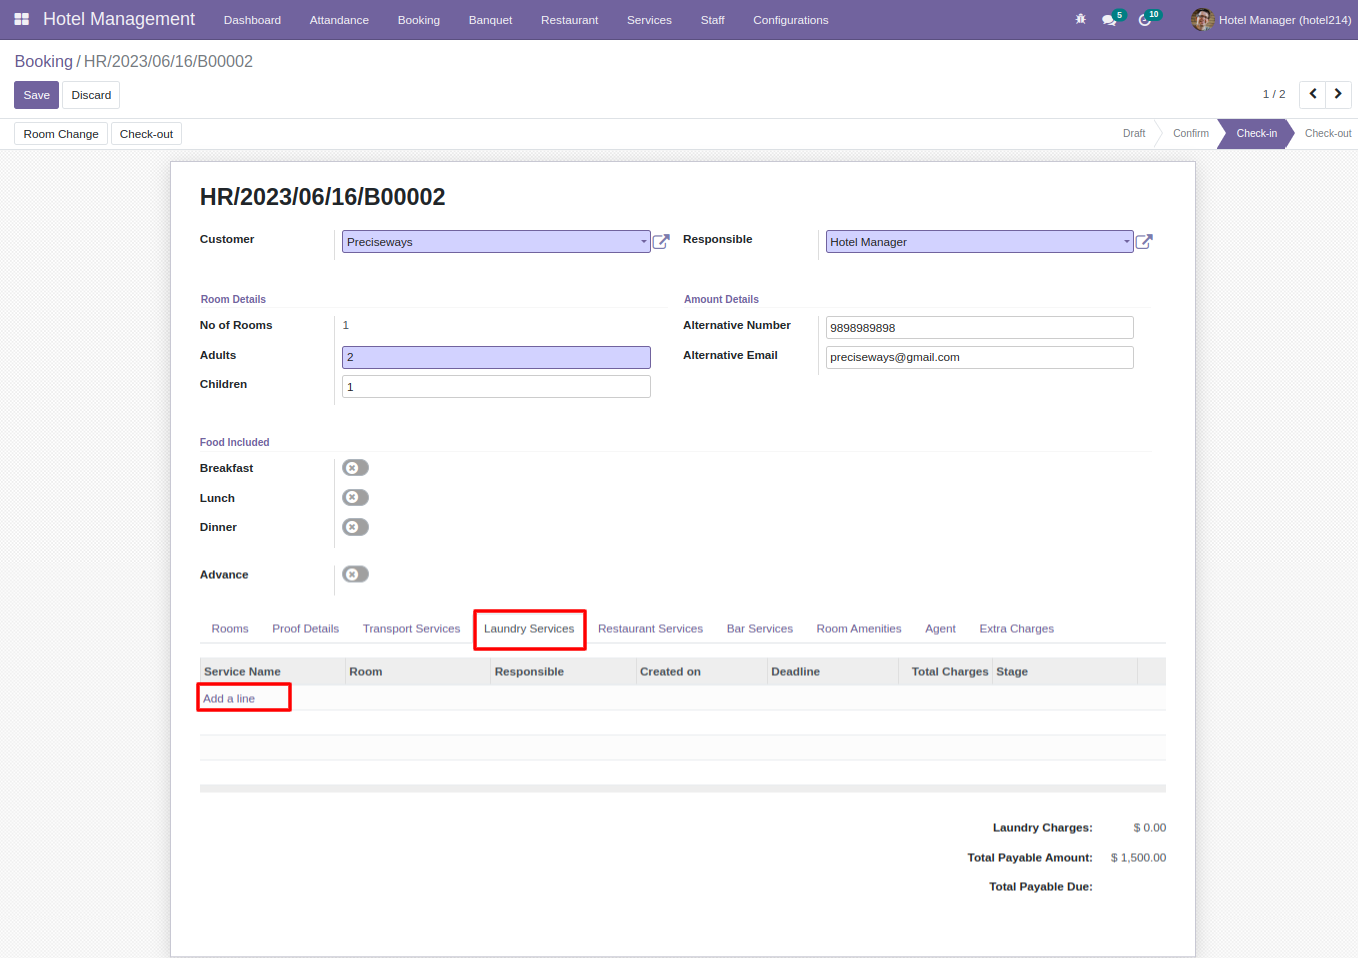 Hotel Management Dashboard Attendance Booking Banquet Restaurant Services Staff Configurations 5 10 Hotel Manager (hotel214)
Booking / HR/2023/06/16/B00002
Save Discard 1 / 2
Room Change Check-out Draft Confirm Check-in Check-out
HR/2023/06/16/B00002
Customer Preciseways Responsible Hotel Manager
Room Details Amount Details
No of Rooms 1 Alternative Number 9898989898
Adults 2 Alternative Email preciseways@gmail.com
Children 1
Food Included
Breakfast
Lunch
Dinner
Advance
Rooms Proof Details Transport Services Laundry Services Restaurant Services Bar Services Room Amenities Agent Extra Charges
Service Name Room Responsible Created on Deadline Total Charges Stage
Add a line
Laundry Charges: $ 0.00
Total Payable Amount: $ 1,500.00
Total Payable Due: